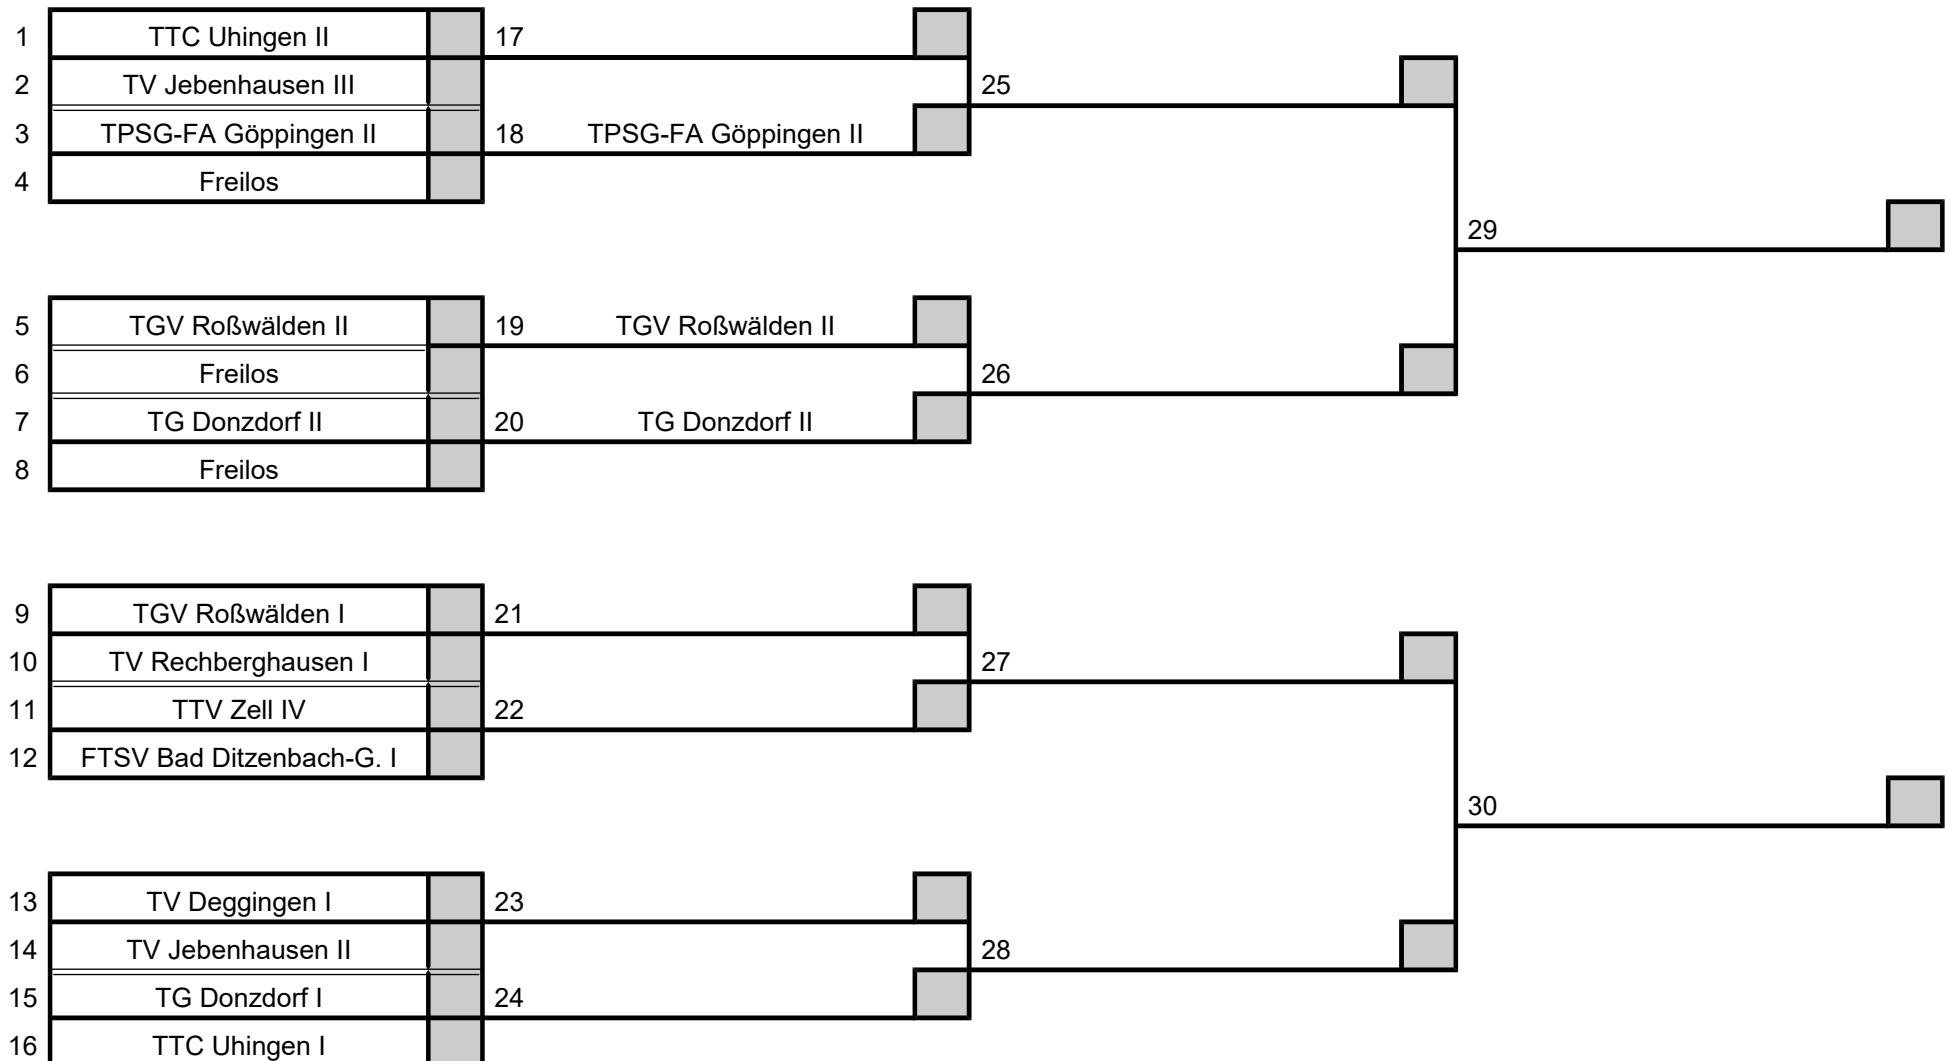 1 TTC Uhingen II 17
2 TV Jebenhausen III 25
3 TPSG-FA Göppingen II 18 TPSG-FA Göppingen II
4 Freilos
29
5 TGV Roßwälden II 19 TGV Roßwälden II
6 Freilos 26
7 TG Donzdorf II 20 TG Donzdorf II
8 Freilos
9 TGV Roßwälden I 21
10 TV Rechberghausen I 27
11 TTV Zell IV 22
12 FTSV Bad Ditzenbach-G. I
30
13 TV Deggingen I 23
14 TV Jebenhausen II 28
15 TG Donzdorf I 24
16 TTC Uhingen I